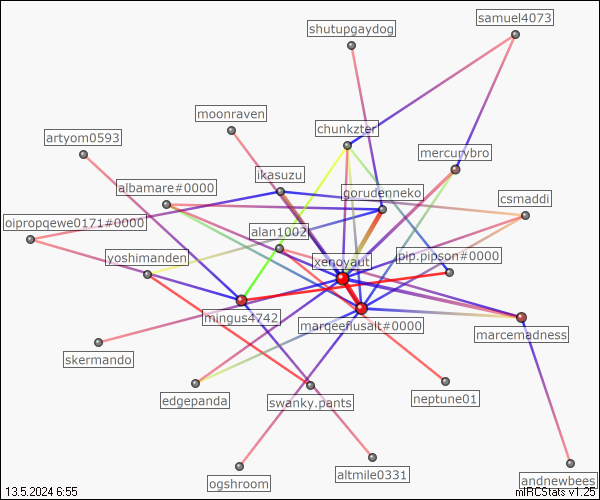 samuel4073
shutupgaydog
moonraven
chunkzter
artyom0593
mercurybro
ikasuzu
albamare#0000
gorudenneko
csmaddi
oipropqewe0171#0000
alan1002
yoshimanden
xenoyaut
pip.pipson#0000
mingus4742
marqeefiusalt#0000
marcemadness
skermando
edgepanda
swanky.pants
neptune01
altmile0331
ogshroom
andnewbees
13.5.2024 6:55
mIRCStats v1.25